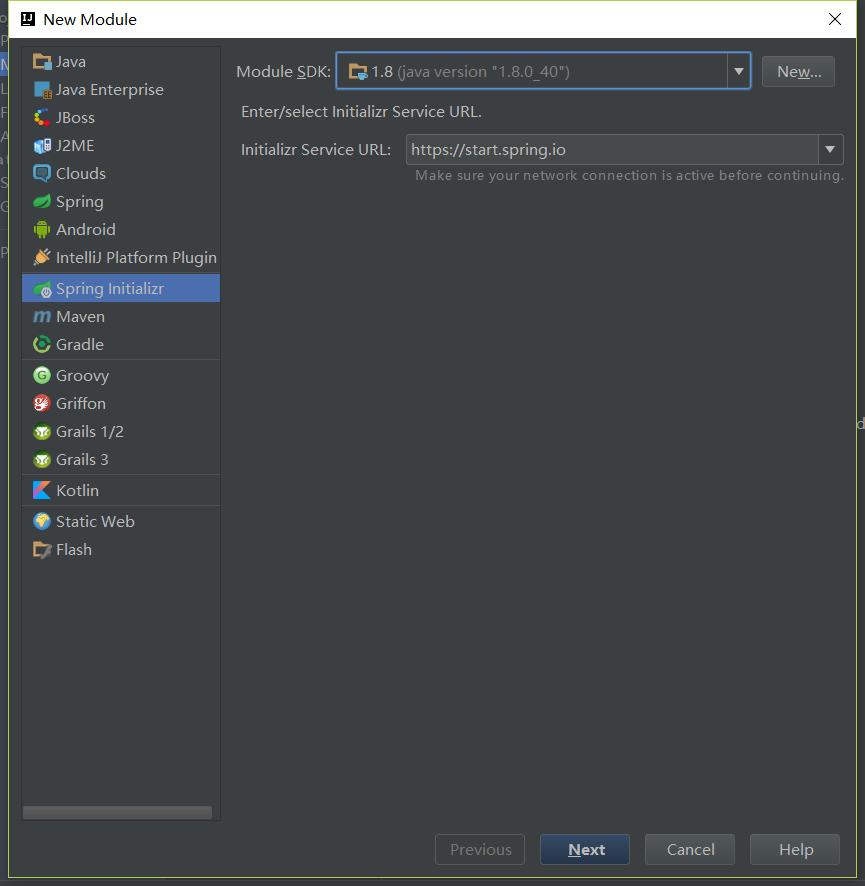 New Module
Java
Java Enterprise
JBoss
J2ME
Clouds
Spring
Android
IntelliJ Platform Plugin
Spring Initializr
Maven
Gradle
Groovy
Griffon
Grails 1/2
Grails 3
Kotlin
Static Web
Flash
Module SDK: 1.8 (java version "1.8.0_40") New...
Enter/select Initializr Service URL.
Initializr Service URL: https://start.spring.io
Make sure your network connection is active before continuing.
Previous Next Cancel Help